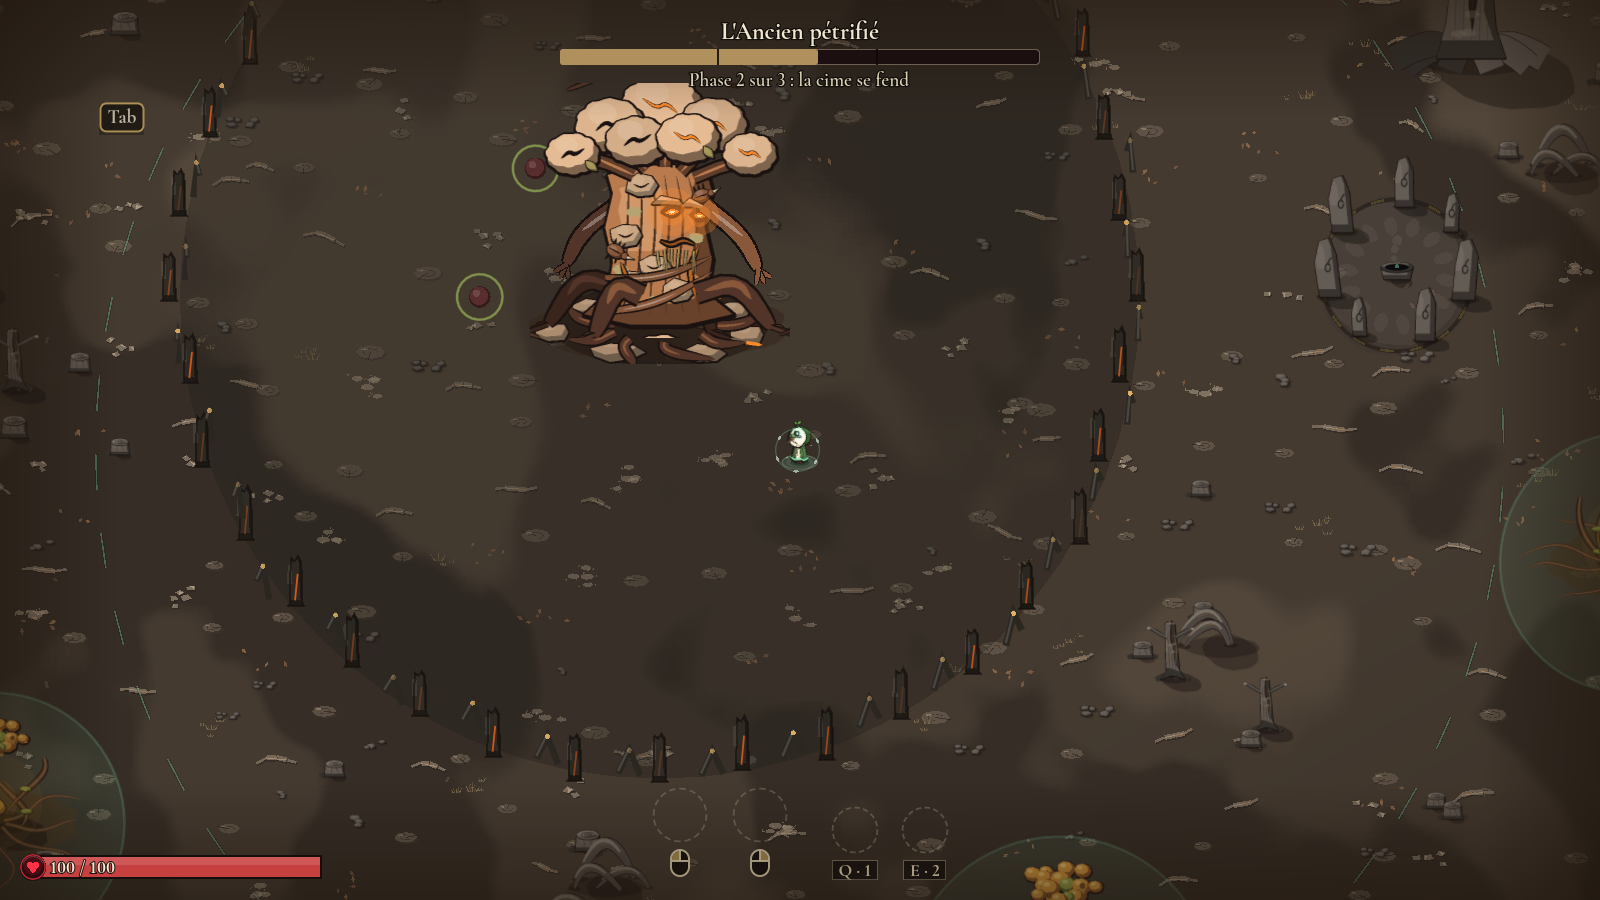 L'Ancien pétrifié
Phase 2 sur 3 : la cime se fend
Tab
100 / 100
Q · 1
E · 2